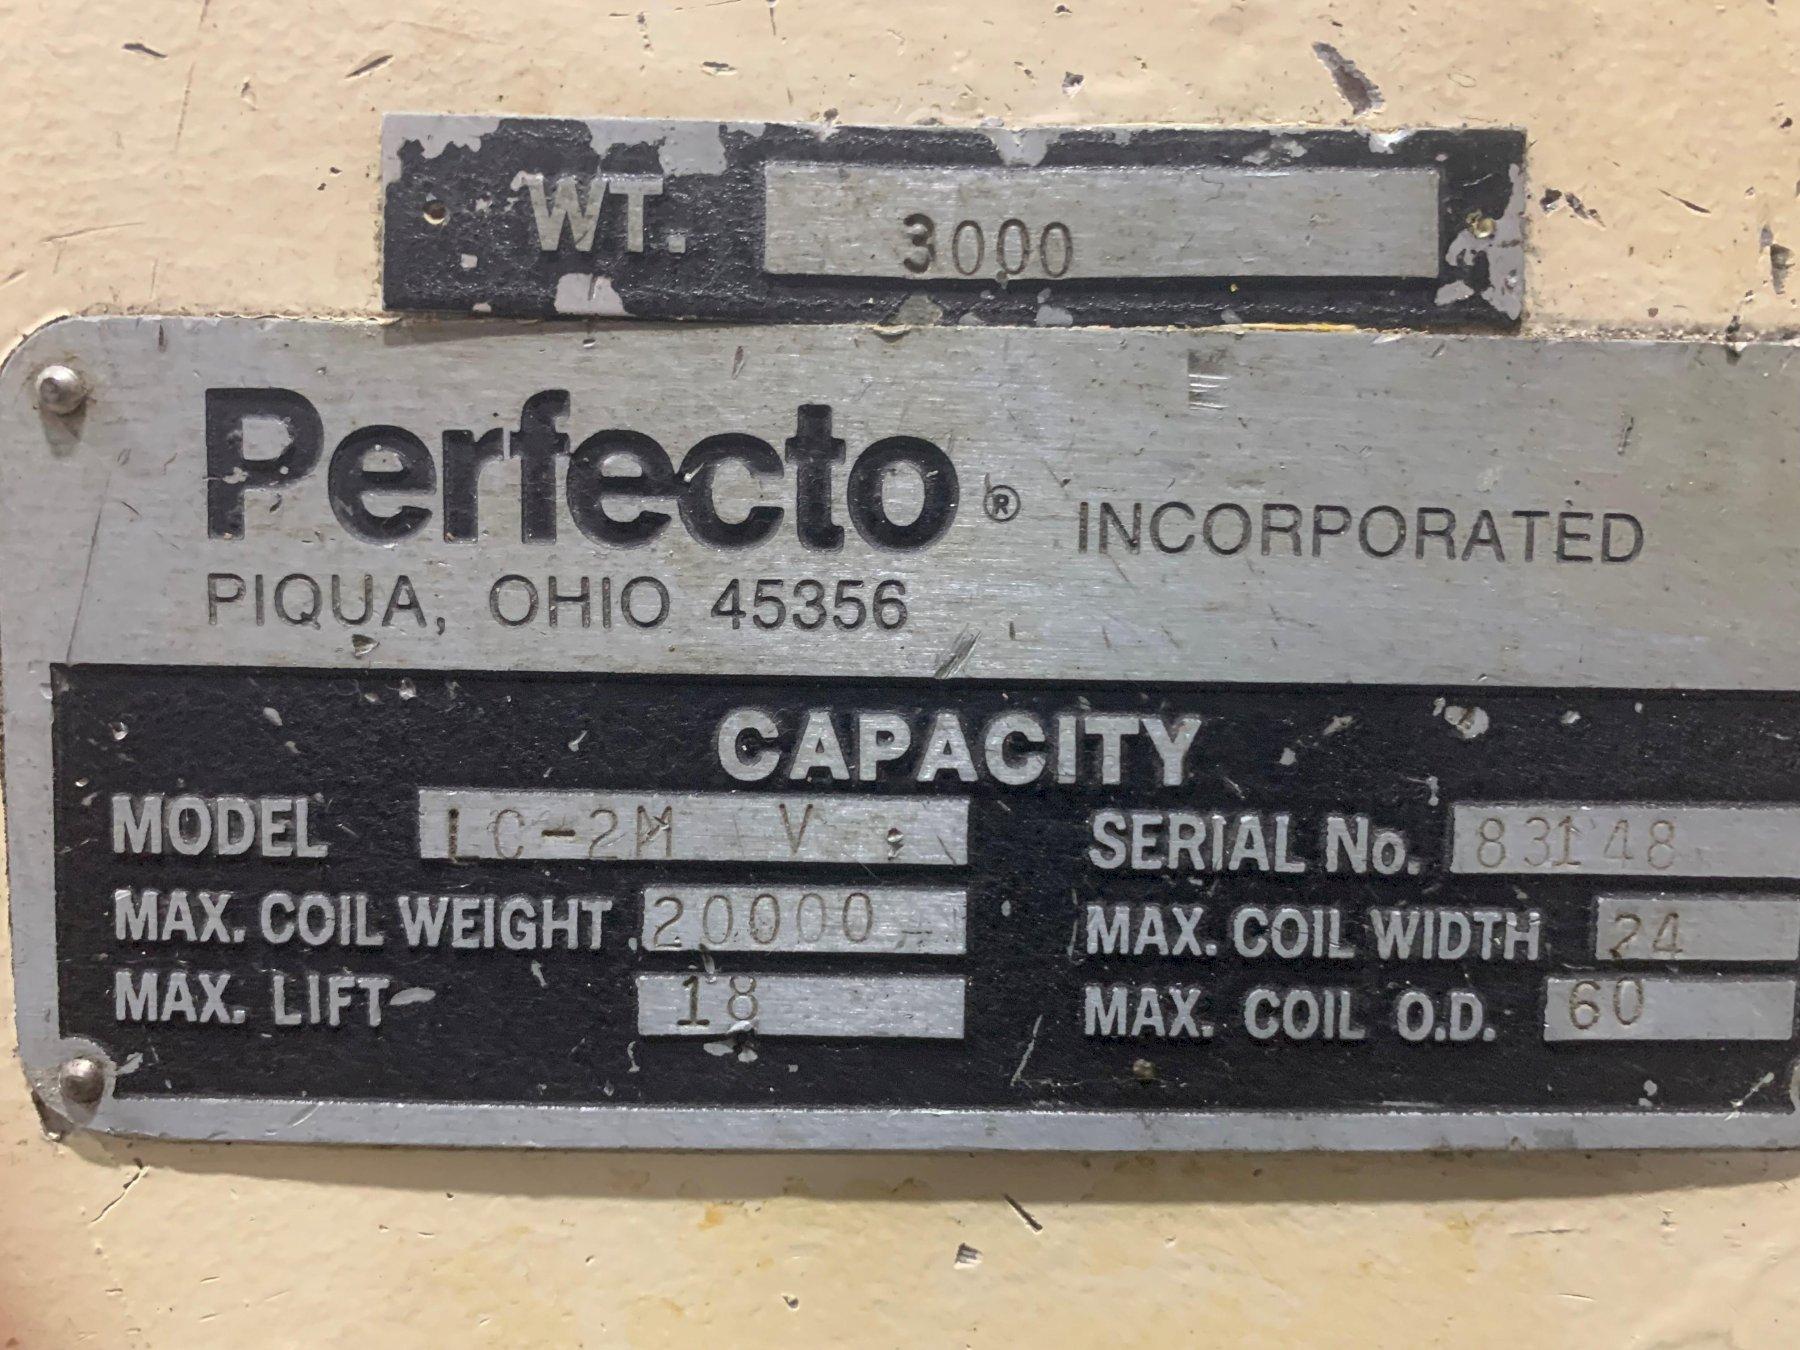 WT. 3000
Perfecto® INCORPORATED
PIQUA, OHIO 45356
CAPACITY
MODEL LC-2M V
SERIAL No. 83148
MAX. COIL WEIGHT 20000
MAX. COIL WIDTH 24
MAX. LIFT 18
MAX. COIL O.D. 60